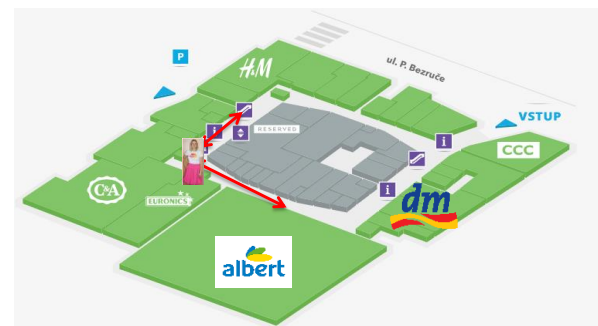 P
H&M
ul. P. Bezruče
VSTUP
RESERVED
i
i
CCC
i
C&A
EURONICS
dm
albert